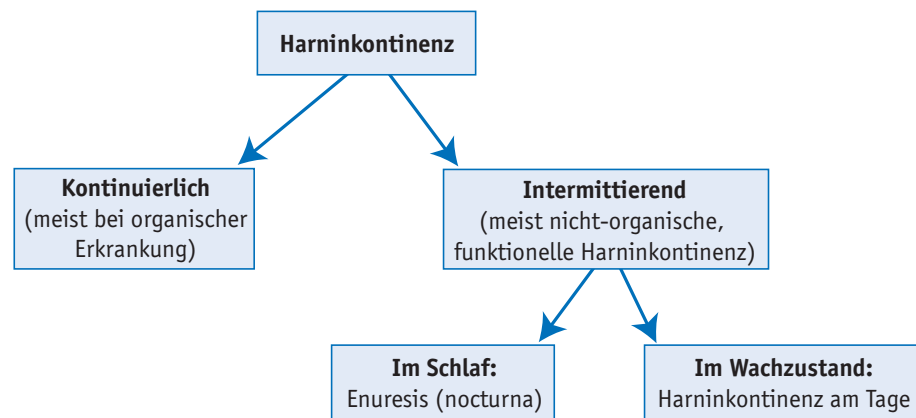 Harninkontinenz
Kontinuierlich
(meist bei organischer
Erkrankung)
Intermittierend
(meist nicht-organische,
funktionelle Harninkontinenz)
Im Schlaf:
Enuresis (nocturna)
Im Wachzustand:
Harninkontinenz am Tage